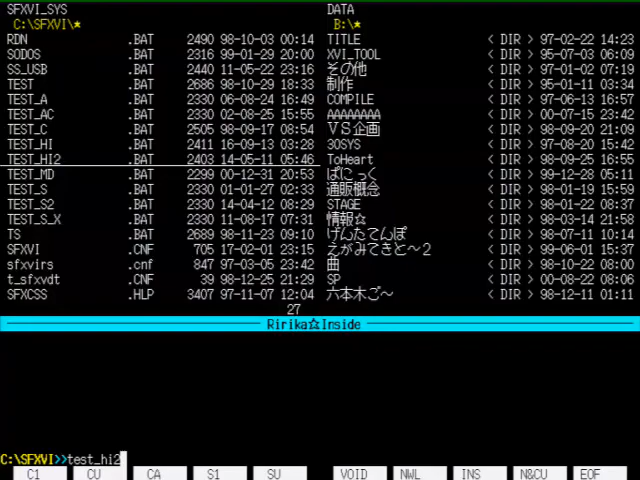 SFXVI_SYS DATA
C:\SFXVI\* B:\*
RDN .BAT 2490 98-10-03 00:14 TITLE < DIR > 97-02-22 14:23
SODOS .BAT 2316 99-01-29 20:00 XVI_TOOL < DIR > 95-07-03 06:09
SS_USB .BAT 2440 11-05-22 23:16 その他 < DIR > 97-01-02 07:19
TEST .BAT 2686 98-10-29 18:33 制作 < DIR > 95-01-11 03:34
TEST_A .BAT 2330 06-08-24 16:49 COMPILE < DIR > 97-06-13 16:57
TEST_AC .BAT 2330 02-08-25 15:55 AAAAAAAA < DIR > 00-07-15 23:42
TEST_C .BAT 2505 98-09-17 08:54 VS企画 < DIR > 98-09-20 21:09
TEST_HI .BAT 2411 16-09-13 03:28 30SYS < DIR > 97-08-20 15:42
TEST_HI2 .BAT 2403 14-05-11 05:46 ToHeart < DIR > 98-09-25 16:55
TEST_MD .BAT 2299 00-12-31 20:53 ぱにっく < DIR > 99-12-28 05:11
TEST_S .BAT 2330 01-01-27 02:33 通販概念 < DIR > 98-01-19 15:59
TEST_S2 .BAT 2330 14-04-12 08:29 STAGE < DIR > 98-01-22 08:37
TEST_S_X .BAT 2330 11-08-17 07:31 情報☆ < DIR > 98-03-14 21:58
TS .BAT 2689 98-11-23 09:10 げんたてんぽ < DIR > 98-07-11 10:14
SFXVI .CNF 705 17-02-01 23:15 えがみてきと~2 < DIR > 99-06-01 15:37
sfxvirs .cnf 847 97-03-05 23:42 曲 < DIR > 98-10-22 08:00
t_sfxvdt .CNF 39 98-12-25 21:29 SP < DIR > 00-08-22 08:06
SFXCSS .HLP 3407 97-11-07 12:04 六本木ご~ < DIR > 98-12-11 01:11
27
Ririka☆Inside
C:\SFXVI>>test_hi2
C1 CU CA S1 SU VOID NWL INS N&CU EOF